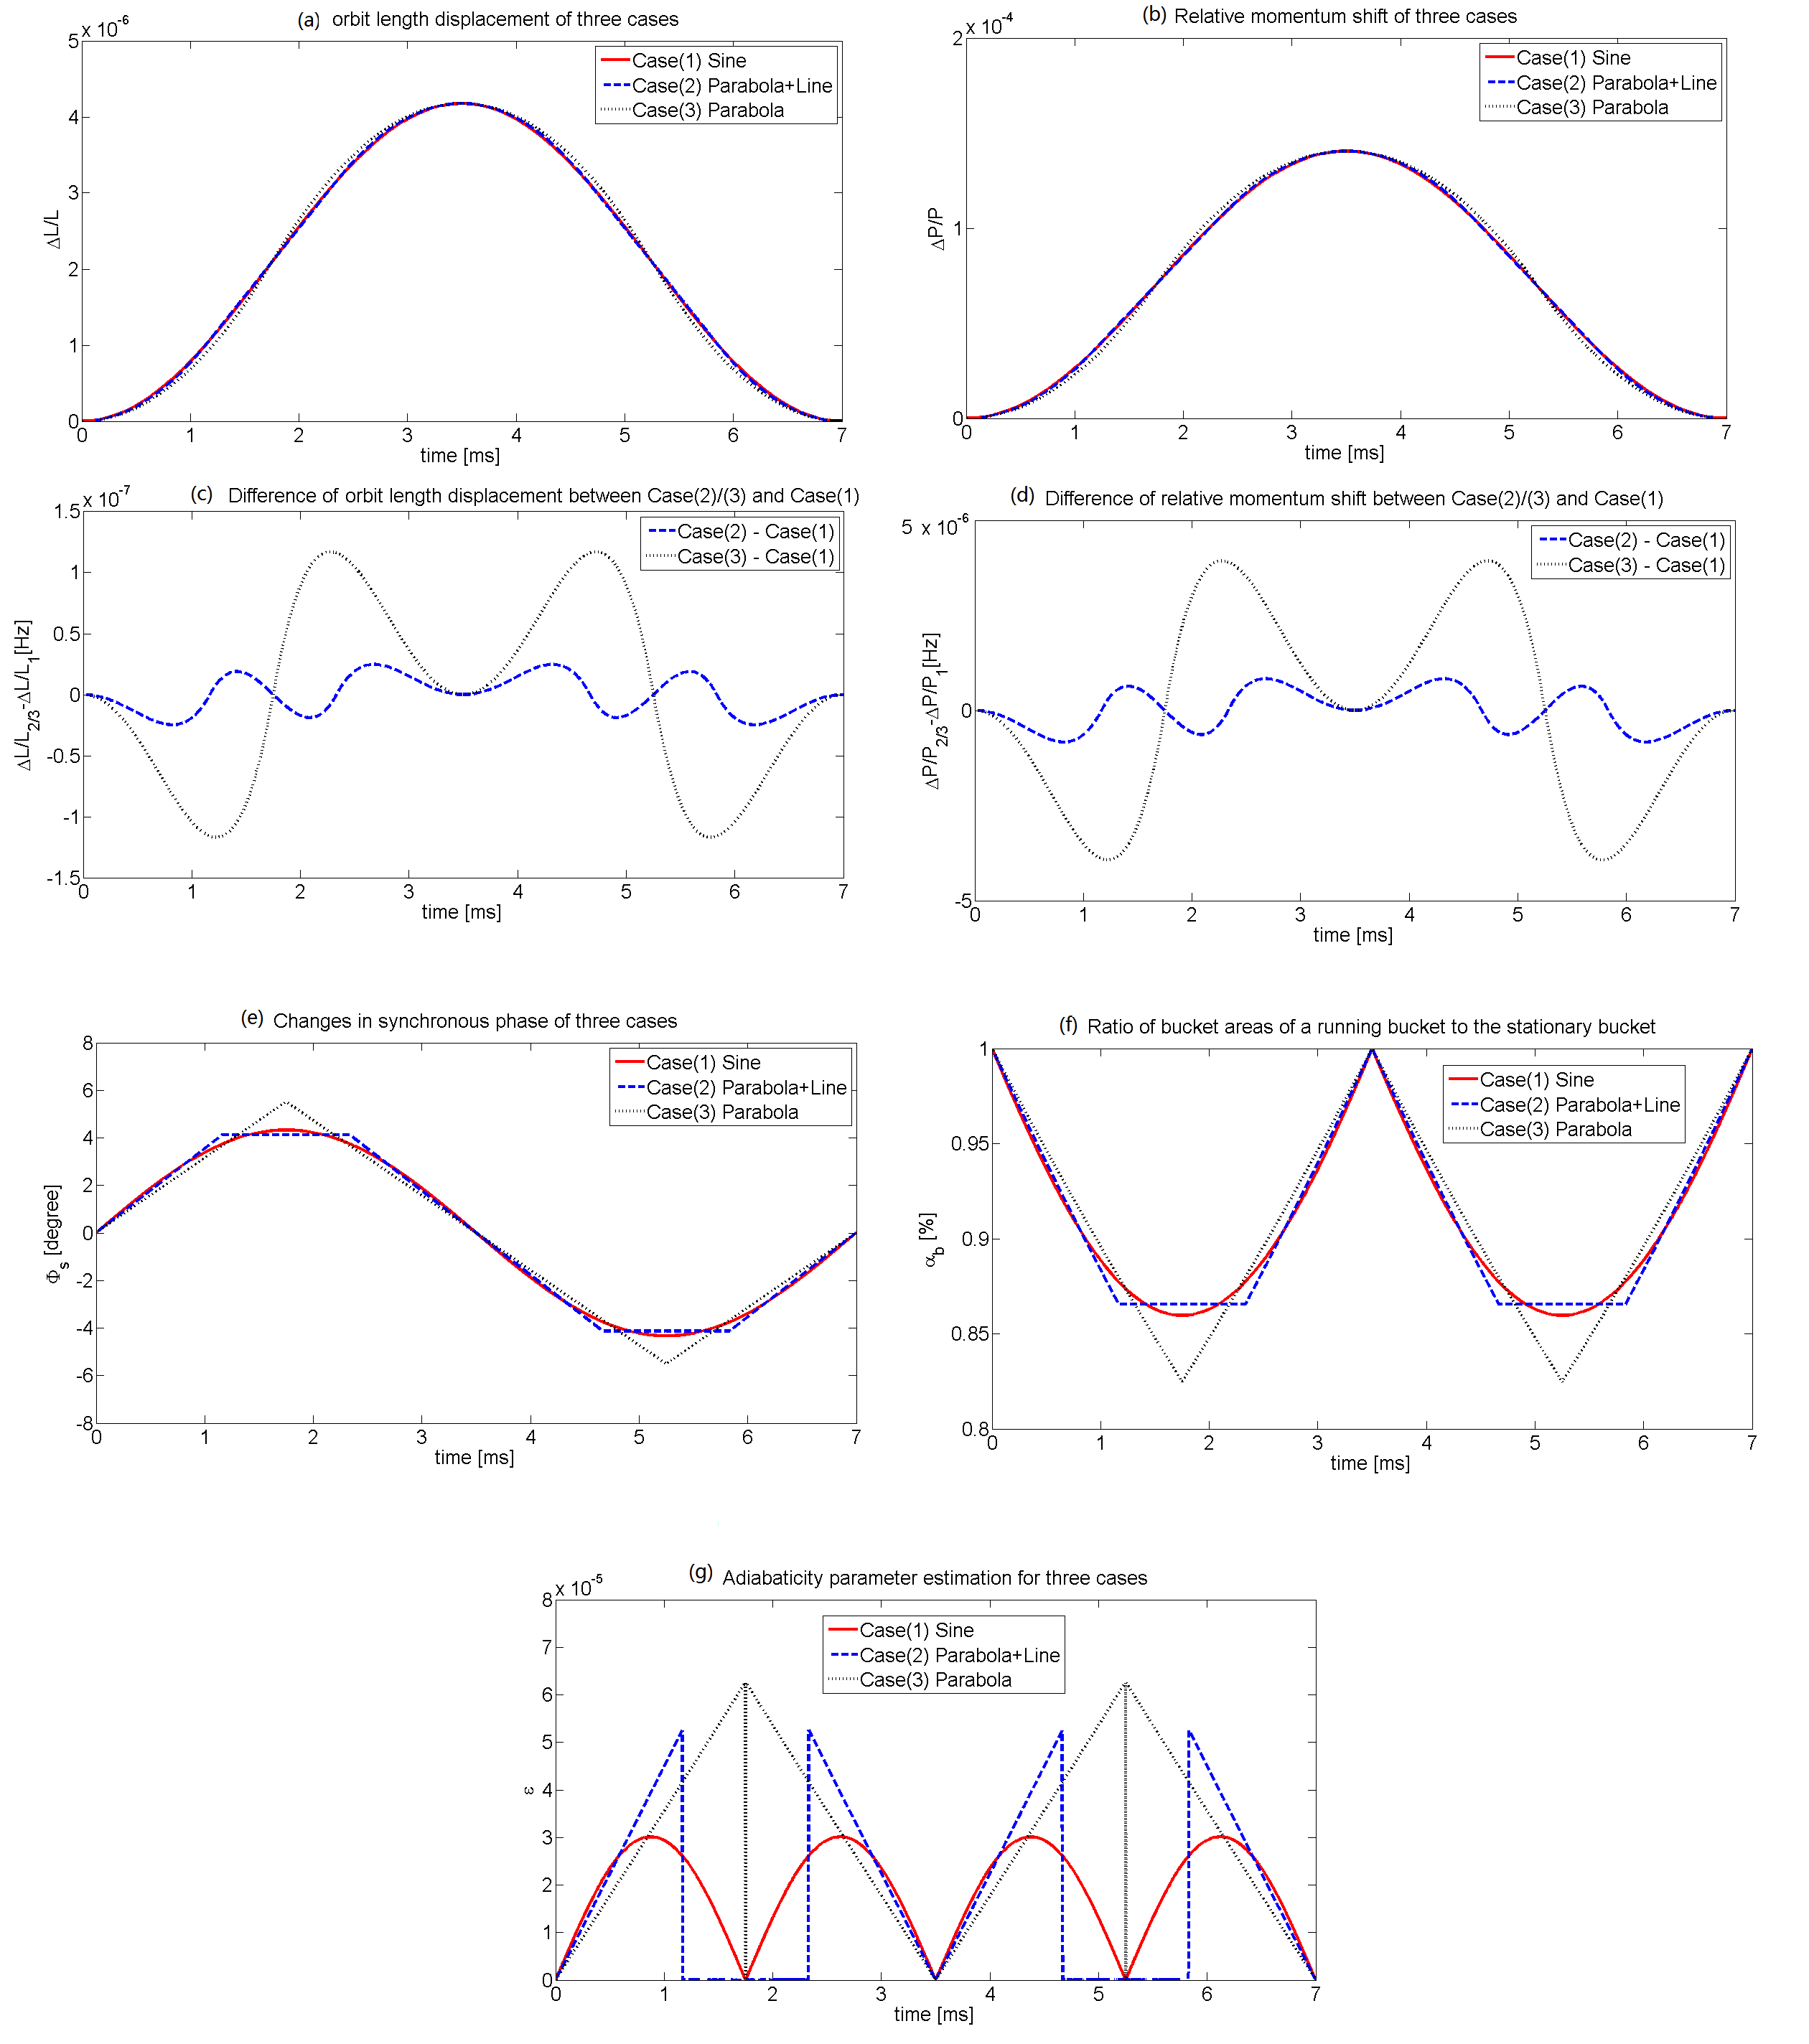 (a) orbit length displacement of three cases
x 10-6
Case(1) Sine
Case(2) Parabola+Line
Case(3) Parabola
5
4
3
2
1
0
ΔL/L
0 1 2 3 4 5 6 7
time [ms]
(b) Relative momentum shift of three cases
x 10-4
Case(1) Sine
Case(2) Parabola+Line
Case(3) Parabola
2
1
0
ΔP/P
0 1 2 3 4 5 6 7
time [ms]
(c) Difference of orbit length displacement between Case(2)/(3) and Case(1)
x 10-7
Case(2) - Case(1)
Case(3) - Case(1)
1.5
1
0.5
0
-0.5
-1
-1.5
ΔL/L2/3-ΔL/L1[Hz]
0 1 2 3 4 5 6 7
time [ms]
(d) Difference of relative momentum shift between Case(2)/(3) and Case(1)
x 10-6
Case(2) - Case(1)
Case(3) - Case(1)
5
0
-5
ΔP/P2/3-ΔP/P1[Hz]
0 1 2 3 4 5 6 7
time [ms]
(e) Changes in synchronous phase of three cases
Case(1) Sine
Case(2) Parabola+Line
Case(3) Parabola
8
6
4
2
0
-2
-4
-6
-8
Φs [degree]
0 1 2 3 4 5 6 7
time [ms]
(f) Ratio of bucket areas of a running bucket to the stationary bucket
Case(1) Sine
Case(2) Parabola+Line
Case(3) Parabola
1
0.95
0.9
0.85
0.8
αb [%]
0 1 2 3 4 5 6 7
time [ms]
(g) Adiabaticity parameter estimation for three cases
x 10-5
Case(1) Sine
Case(2) Parabola+Line
Case(3) Parabola
8
7
6
5
4
3
2
1
0
ε
0 1 2 3 4 5 6 7
time [ms]